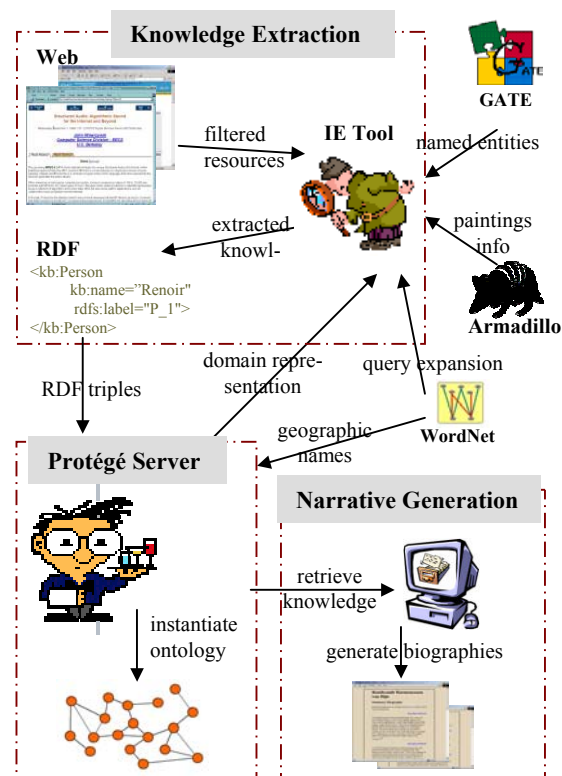 Knowledge Extraction
Web
GATE
filtered
resources
IE Tool
named entities
extracted
knowl-
paintings
info
RDF
<kb:Person
kb:name=”Renoir"
rdfs:label="P_1">
</kb:Person>
Armadillo
domain repre-
sentation
query expansion
RDF triples
WordNet
geographic
names
Protégé Server
Narrative Generation
retrieve
knowledge
instantiate
ontology
generate biographies